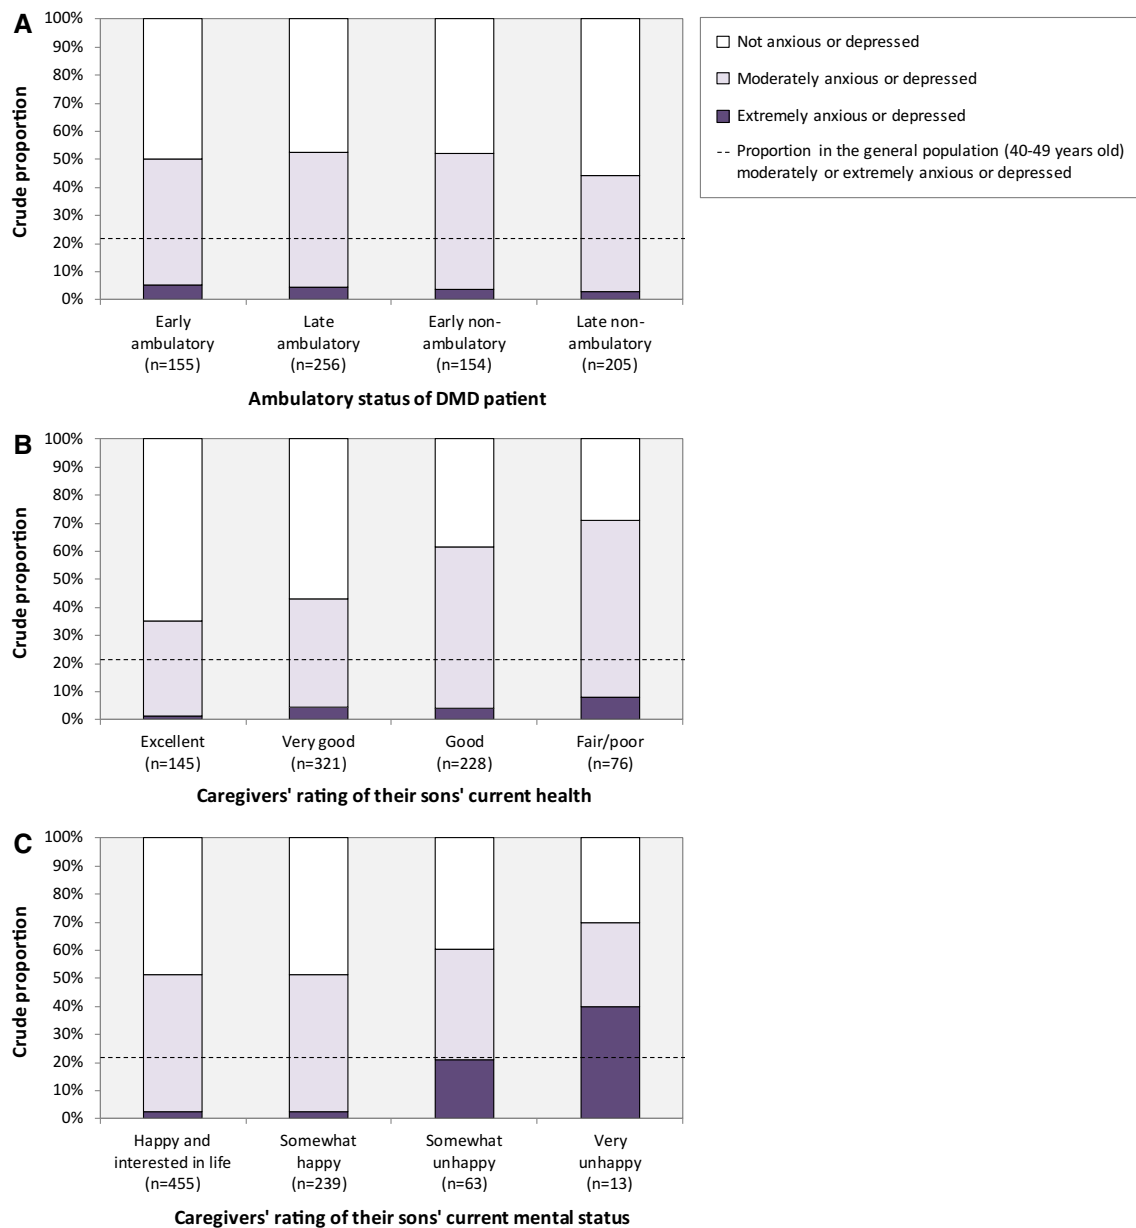 A
100%
90%
80%
70%
60%
50%
40%
30%
20%
10%
0%
Crude proportion
Early
ambulatory
(n=155)
Late
ambulatory
(n=256)
Early non-
ambulatory
(n=154)
Late non-
ambulatory
(n=205)
Ambulatory status of DMD patient
Not anxious or depressed
Moderately anxious or depressed
Extremely anxious or depressed
-- Proportion in the general population (40-49 years old)
moderately or extremely anxious or depressed
B
100%
90%
80%
70%
60%
50%
40%
30%
20%
10%
0%
Crude proportion
Excellent
(n=145)
Very good
(n=321)
Good
(n=228)
Fair/poor
(n=76)
Caregivers' rating of their sons' current health
C
100%
90%
80%
70%
60%
50%
40%
30%
20%
10%
0%
Crude proportion
Happy and
interested in life
(n=455)
Somewhat
happy
(n=239)
Somewhat
unhappy
(n=63)
Very
unhappy
(n=13)
Caregivers' rating of their sons' current mental status